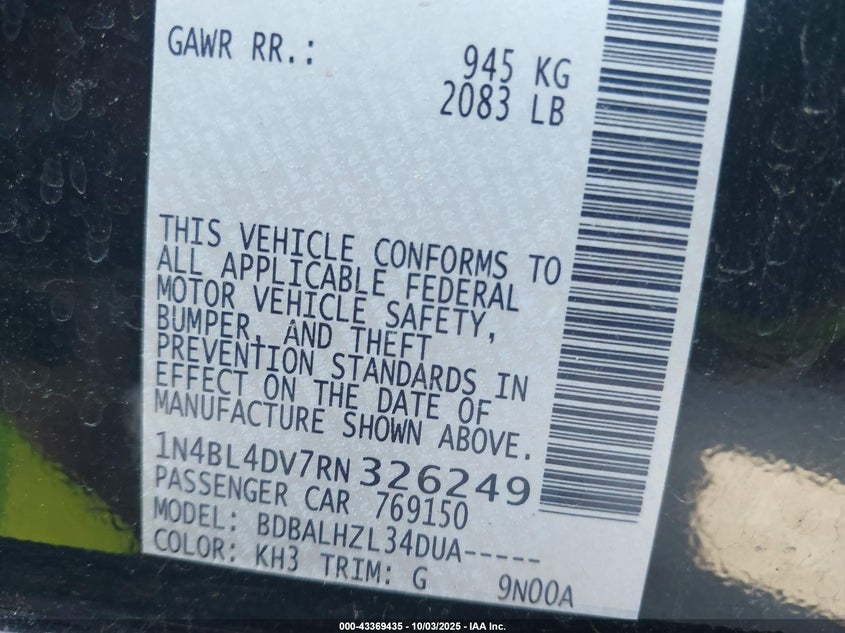 GAWR RR.: 945 KG
2083 LB
THIS VEHICLE CONFORMS TO
ALL APPLICABLE FEDERAL
MOTOR VEHICLE SAFETY,
BUMPER, AND THEFT
PREVENTION STANDARDS IN
EFFECT ON THE DATE OF
MANUFACTURE SHOWN ABOVE.
1N4BL4DV7RN326249
PASSENGER CAR 769150
MODEL: BDBALHZL34DUA-----
COLOR: KH3 TRIM: G 9N00A
000-43369435 - 10/03/2025 - IAA Inc.